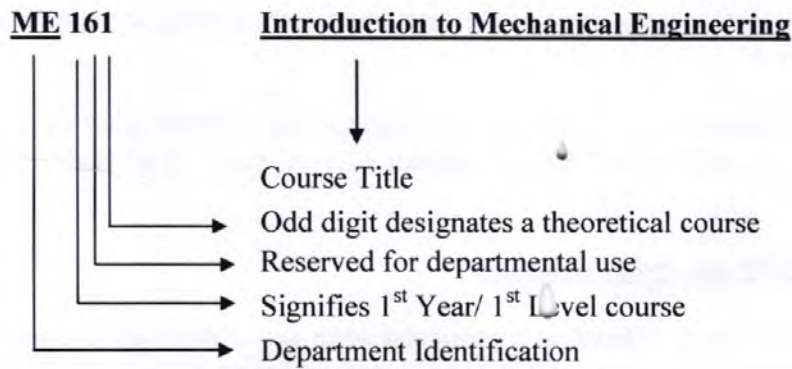 ME 161 Introduction to Mechanical Engineering
Course Title
Odd digit designates a theoretical course
Reserved for departmental use
Signifies 1st Year/ 1st Level course
Department Identification